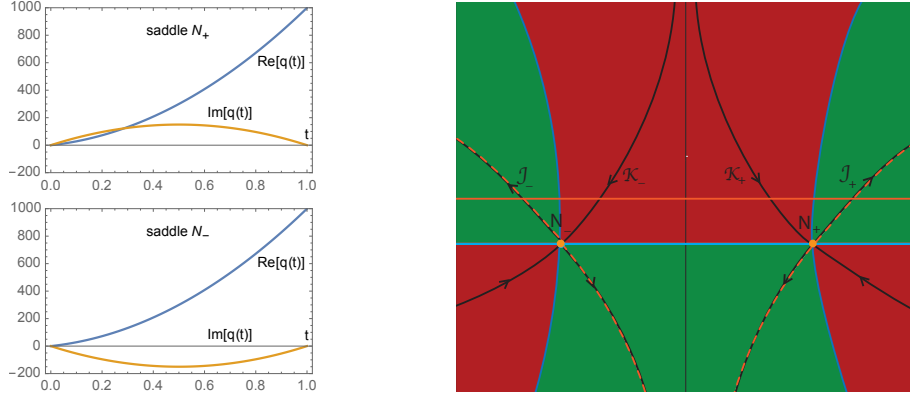 1000
saddle N+
800
Re[q(t)]
600
400
Im[q(t)]
200
t
0
-200
0.0 0.2 0.4 0.6 0.8 1.0
1000
saddle N-
800
Re[q(t)]
600
400
Im[q(t)]
200
t
0
-200
0.0 0.2 0.4 0.6 0.8 1.0
𝒥- 𝒦- 𝒦+ 𝒥+
N- N+